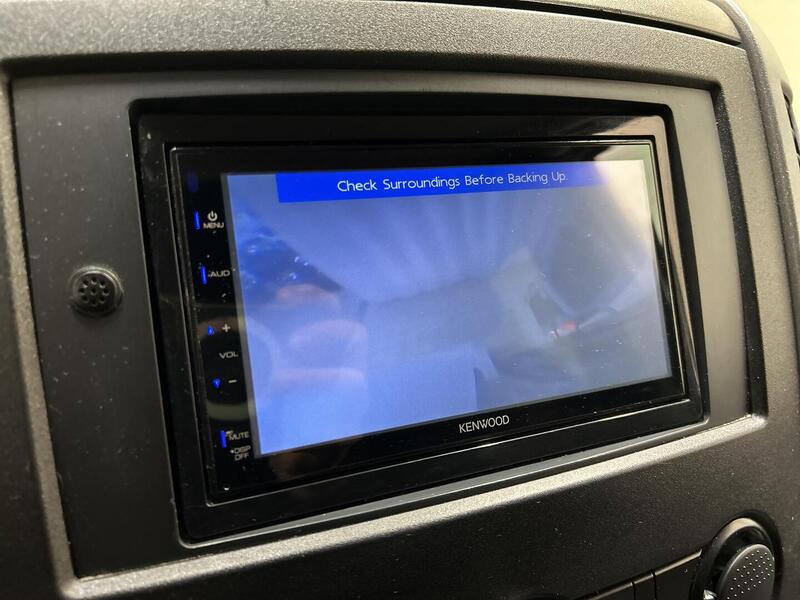 Check Surroundings Before Backing Up.
MENU
AUD
+
VOL
−
MUTE
DISP
OFF
KENWOOD